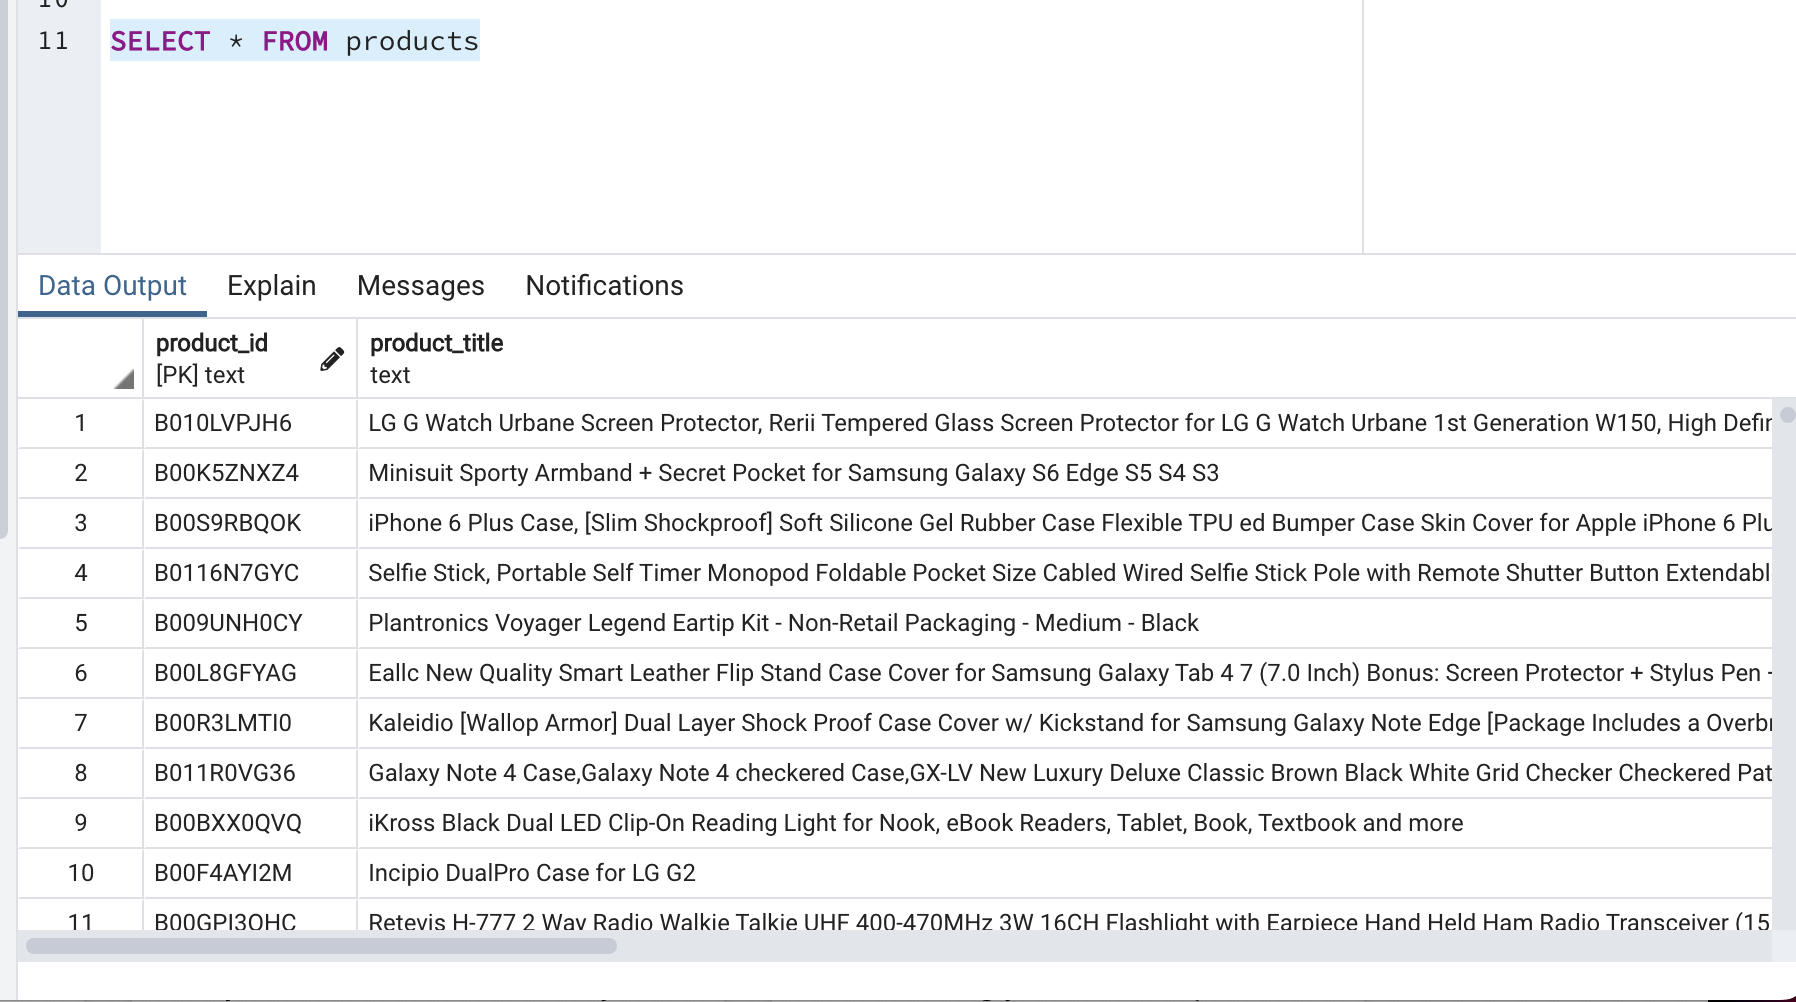 10
11 SELECT * FROM products
Data Output Explain Messages Notifications
product_id product_title
[PK] text text
1 B010LVPJH6 LG G Watch Urbane Screen Protector, Rerii Tempered Glass Screen Protector for LG G Watch Urbane 1st Generation W150, High Defin
2 B00K5ZNXZ4 Minisuit Sporty Armband + Secret Pocket for Samsung Galaxy S6 Edge S5 S4 S3
3 B00S9RBQOK iPhone 6 Plus Case, [Slim Shockproof] Soft Silicone Gel Rubber Case Flexible TPU ed Bumper Case Skin Cover for Apple iPhone 6 Plu
4 B0116N7GYC Selfie Stick, Portable Self Timer Monopod Foldable Pocket Size Cabled Wired Selfie Stick Pole with Remote Shutter Button Extendabl
5 B009UNH0CY Plantronics Voyager Legend Eartip Kit - Non-Retail Packaging - Medium - Black
6 B00L8GFYAG Eallc New Quality Smart Leather Flip Stand Case Cover for Samsung Galaxy Tab 4 7 (7.0 Inch) Bonus: Screen Protector + Stylus Pen -
7 B00R3LMTI0 Kaleidio [Wallop Armor] Dual Layer Shock Proof Case Cover w/ Kickstand for Samsung Galaxy Note Edge [Package Includes a Overbr
8 B011R0VG36 Galaxy Note 4 Case,Galaxy Note 4 checkered Case,GX-LV New Luxury Deluxe Classic Brown Black White Grid Checker Checkered Pat
9 B00BXX0QVQ iKross Black Dual LED Clip-On Reading Light for Nook, eBook Readers, Tablet, Book, Textbook and more
10 B00F4AYI2M Incipio DualPro Case for LG G2
11 B00GPI3OHC Retevis H-777 2 Way Radio Walkie Talkie UHF 400-470MHz 3W 16CH Flashlight with Earpiece Hand Held Ham Radio Transceiver (15